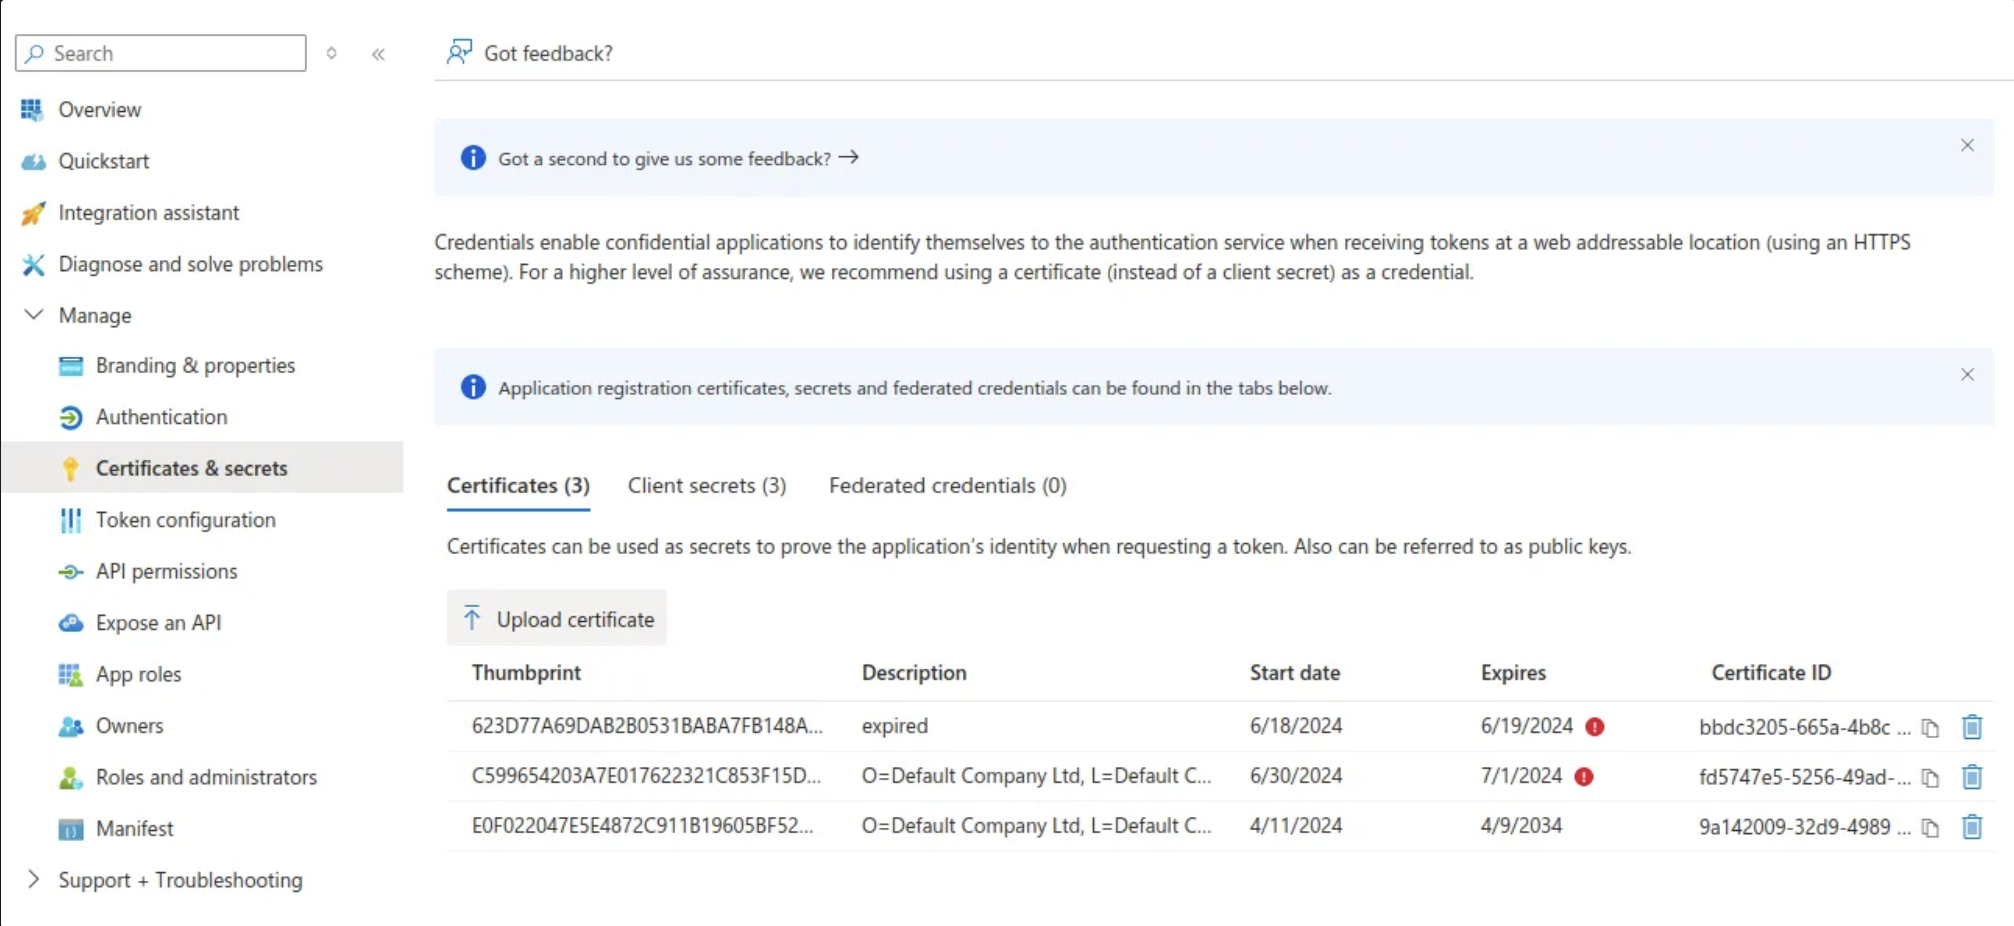 Search
Got feedback?
Overview
Quickstart
Integration assistant
Diagnose and solve problems
Manage
Branding & properties
Authentication
Certificates & secrets
Token configuration
API permissions
Expose an API
App roles
Owners
Roles and administrators
Manifest
Support + Troubleshooting
Got a second to give us some feedback?
Credentials enable confidential applications to identify themselves to the authentication service when receiving tokens at a web addressable location (using an HTTPS
scheme). For a higher level of assurance, we recommend using a certificate (instead of a client secret) as a credential.
Application registration certificates, secrets and federated credentials can be found in the tabs below.
Certificates (3) Client secrets (3) Federated credentials (0)
Certificates can be used as secrets to prove the application's identity when requesting a token. Also can be referred to as public keys.
Upload certificate
Thumbprint Description Start date Expires Certificate ID
623D77A69DAB2B0531BABA7FB148A... expired 6/18/2024 6/19/2024 bbdc3205-665a-4b8c ...
C599654203A7E017622321C853F15D... O=Default Company Ltd, L=Default C... 6/30/2024 7/1/2024 fd5747e5-5256-49ad-...
E0F022047E5E4872C911B19605BF52... O=Default Company Ltd, L=Default C... 4/11/2024 4/9/2034 9a142009-32d9-4989 ...